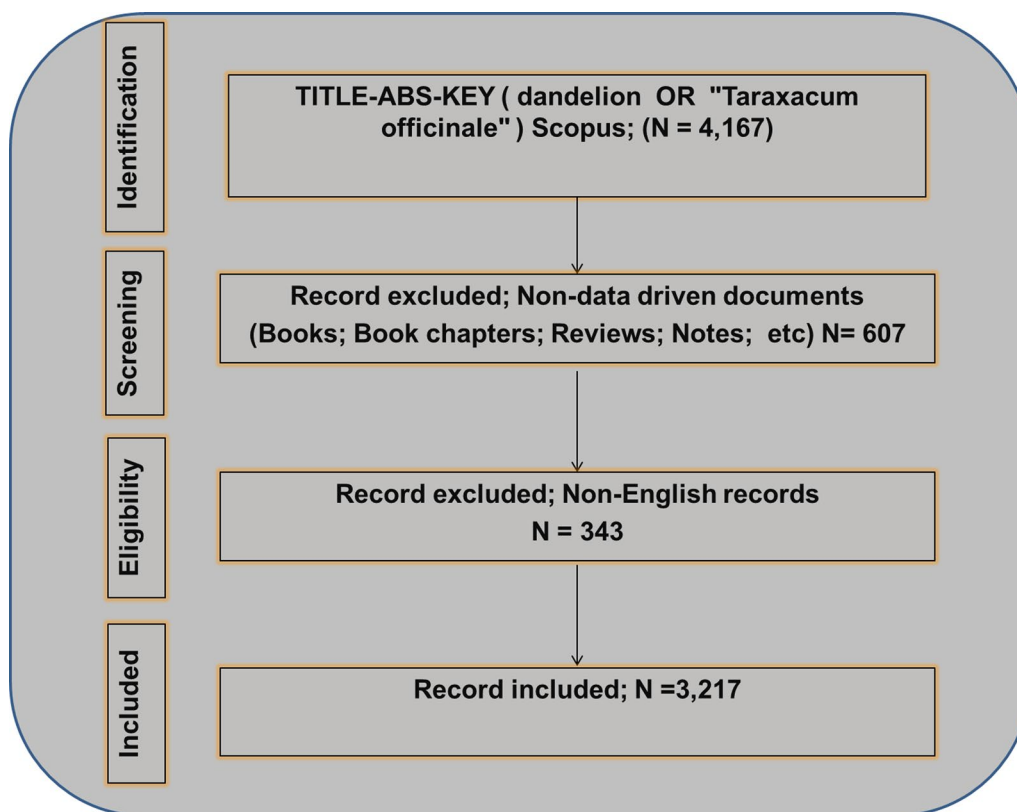 Identification
TITLE-ABS-KEY ( dandelion OR "Taraxacum
officinale" ) Scopus; (N = 4,167)
Screening
Record excluded; Non-data driven documents
(Books; Book chapters; Reviews; Notes; etc) N= 607
Eligibility
Record excluded; Non-English records
N = 343
Included
Record included; N =3,217